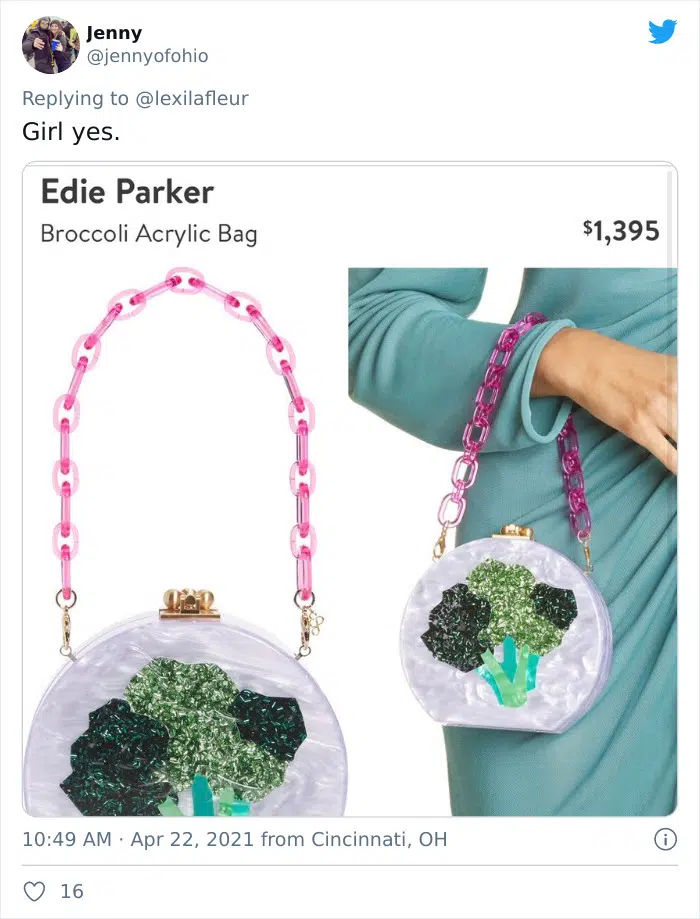 Jenny
@jennyofohio
Replying to @lexilafleur
Girl yes.
Edie Parker
Broccoli Acrylic Bag
$1,395
10:49 AM · Apr 22, 2021 from Cincinnati, OH
16